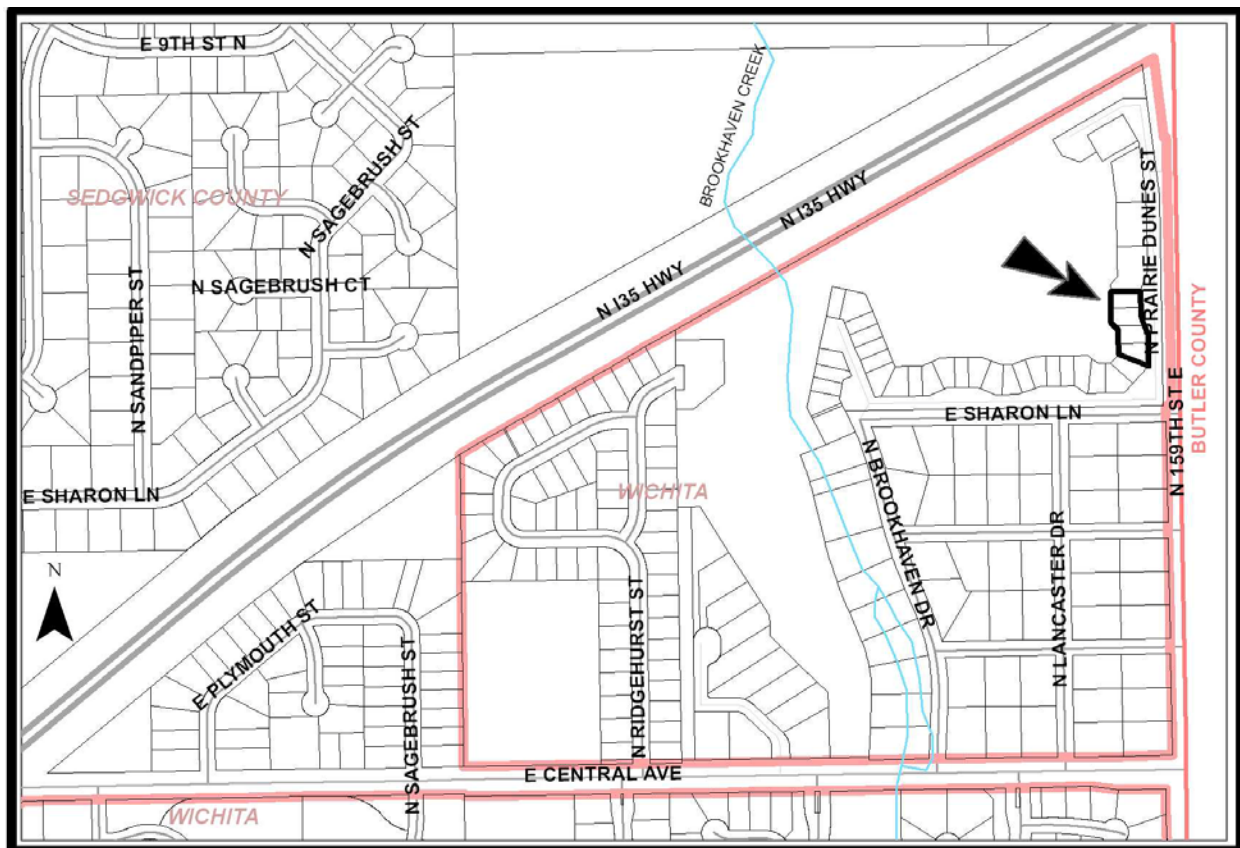 E 9TH ST N
BROOKHAVEN CREEK
SEDGWICK COUNTY
N SAGEBRUSH ST
N I35 HWY
N PRAIRIE DUNES ST
N SAGEBRUSH CT
N I35 HWY
N SANDPIPER ST
BUTLER COUNTY
N 159TH ST E
E SHARON LN
E SHARON LN
WICHITA
N BROOKHAVEN DR
N LANCASTER DR
N
E PLYMOUTH ST
N SAGEBRUSH ST
N RIDGEHURST ST
E CENTRAL AVE
WICHITA